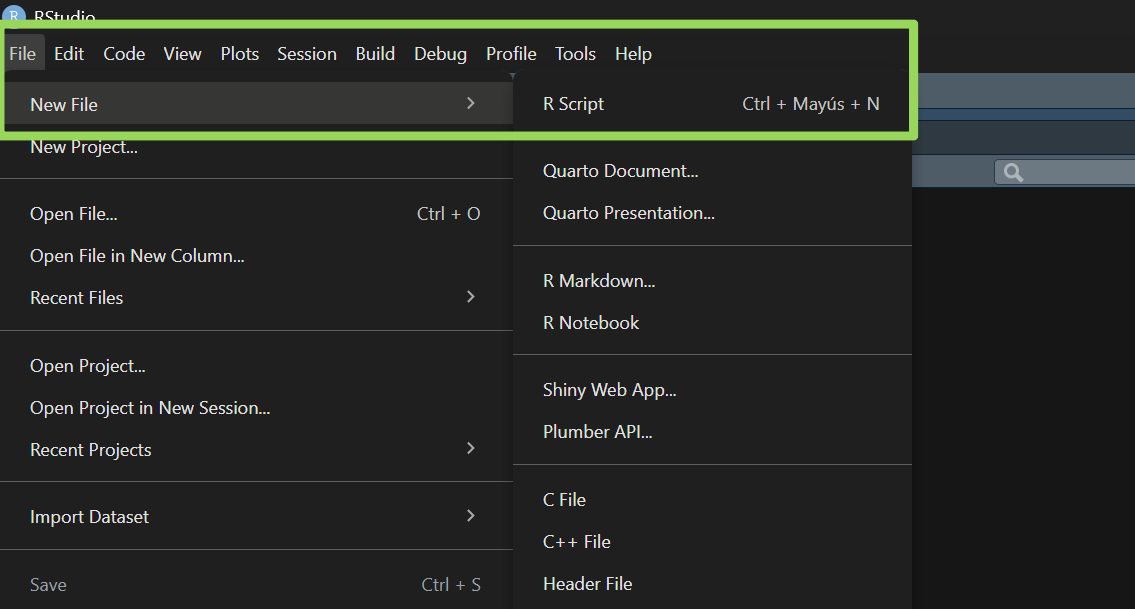 R RStudio
File Edit Code View Plots Session Build Debug Profile Tools Help
New File
New Project...
Open File... Ctrl + O
Open File in New Column...
Recent Files
Open Project...
Open Project in New Session...
Recent Projects
Import Dataset
Save Ctrl + S
R Script Ctrl + Mayús + N
Quarto Document...
Quarto Presentation...
R Markdown...
R Notebook
Shiny Web App...
Plumber API...
C File
C++ File
Header File